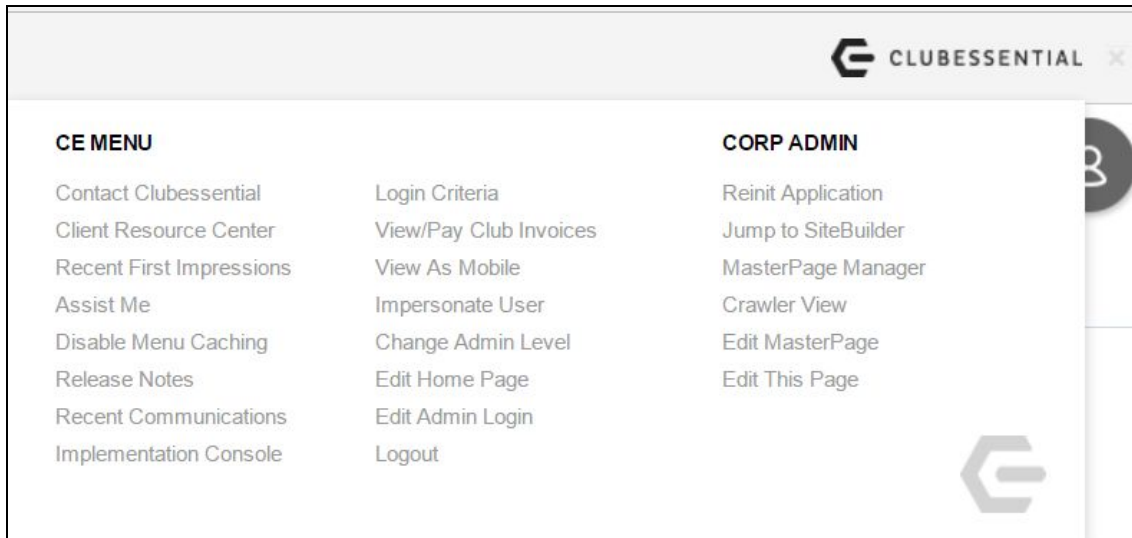 CLUBESSENTIAL
CE MENU
Contact Clubessential
Client Resource Center
Recent First Impressions
Assist Me
Disable Menu Caching
Release Notes
Recent Communications
Implementation Console
Login Criteria
View/Pay Club Invoices
View As Mobile
Impersonate User
Change Admin Level
Edit Home Page
Edit Admin Login
Logout
CORP ADMIN
Reinit Application
Jump to SiteBuilder
MasterPage Manager
Crawler View
Edit MasterPage
Edit This Page